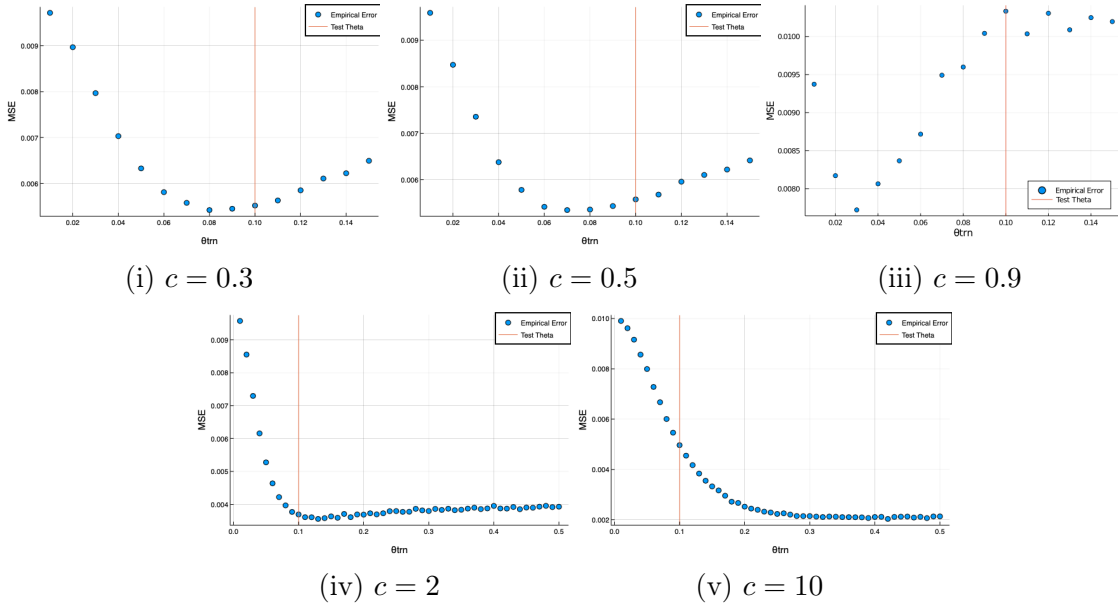 Empirical Error
Test Theta
0.009
0.008
0.007
0.006
MSE
0.02
0.04
0.06
0.08
0.10
0.12
0.14
θtrn
(i) c = 0.3
Empirical Error
Test Theta
0.009
0.008
0.007
0.006
MSE
0.02
0.04
0.06
0.08
0.10
0.12
0.14
θtrn
(ii) c = 0.5
0.0100
0.0095
0.0090
0.0085
0.0080
MSE
Empirical Error
Test Theta
0.02
0.04
0.06
0.08
0.10
0.12
0.14
θtrn
(iii) c = 0.9
Empirical Error
Test Theta
0.009
0.008
0.007
0.006
0.005
0.004
MSE
0.0
0.1
0.2
0.3
0.4
0.5
θtrn
(iv) c = 2
Empirical Error
Test Theta
0.010
0.008
0.006
0.004
0.002
MSE
0.0
0.1
0.2
0.3
0.4
0.5
θtrn
(v) c = 10